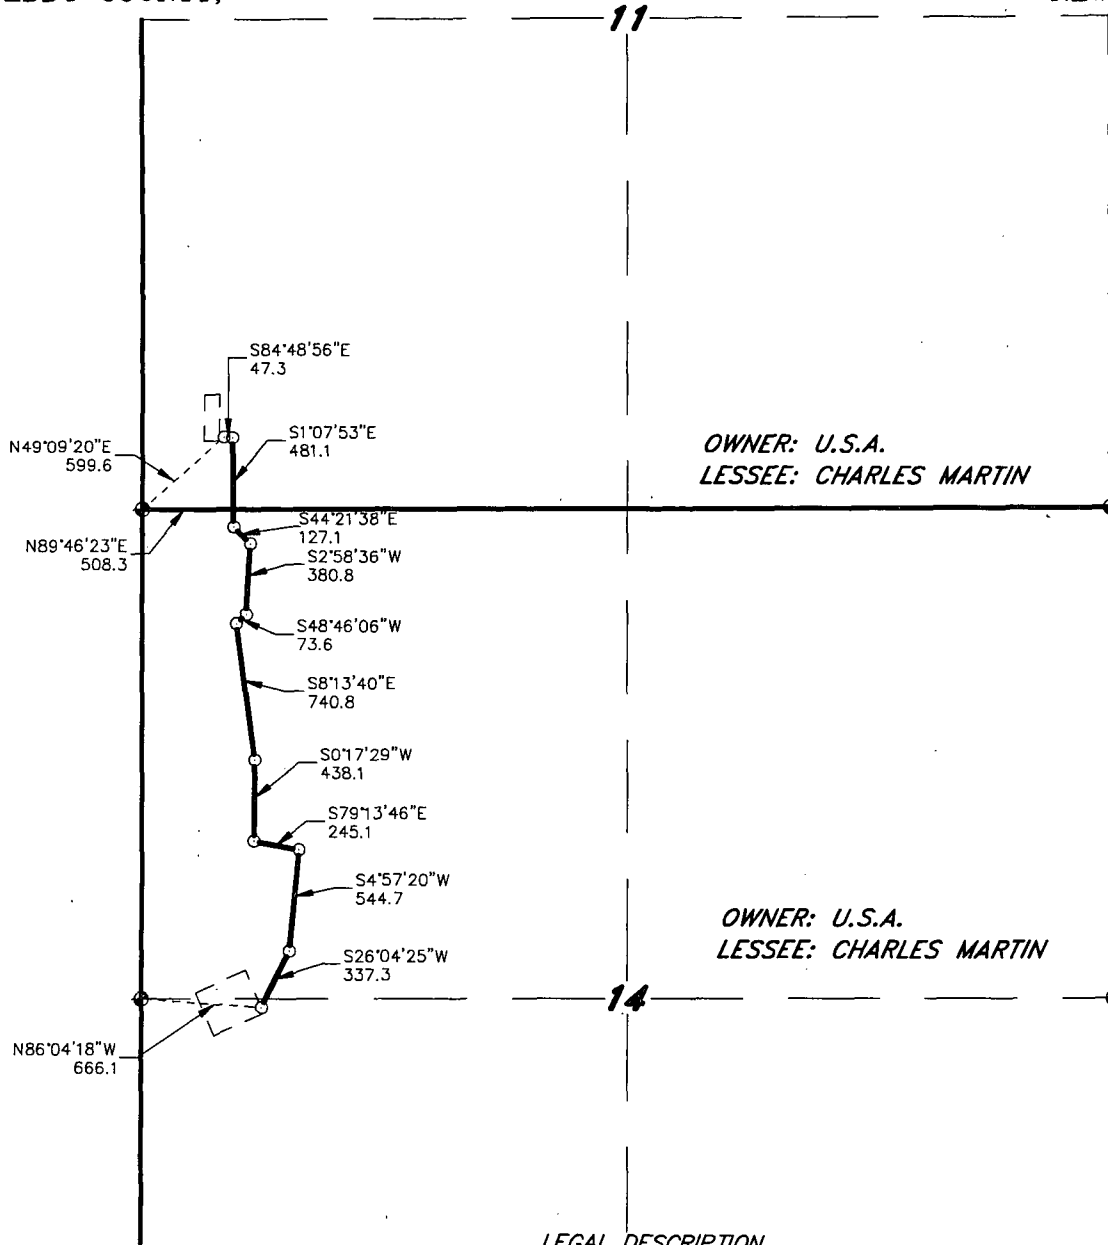 11
S84°48'56"E
47.3
N49°09'20"E
599.6
S1°07'53"E
481.1
OWNER: U.S.A.
LESSEE: CHARLES MARTIN
S44°21'38"E
127.1
N89°46'23"E
508.3
S2°58'36"W
380.8
S48°46'06"W
73.6
S8°13'40"E
740.8
S0°17'29"W
438.1
S79°13'46"E
245.1
S4°57'20"W
544.7
OWNER: U.S.A.
LESSEE: CHARLES MARTIN
S26°04'25"W
337.3
14
N86°04'18"W
666.1
LEGAL DESCRIPTION